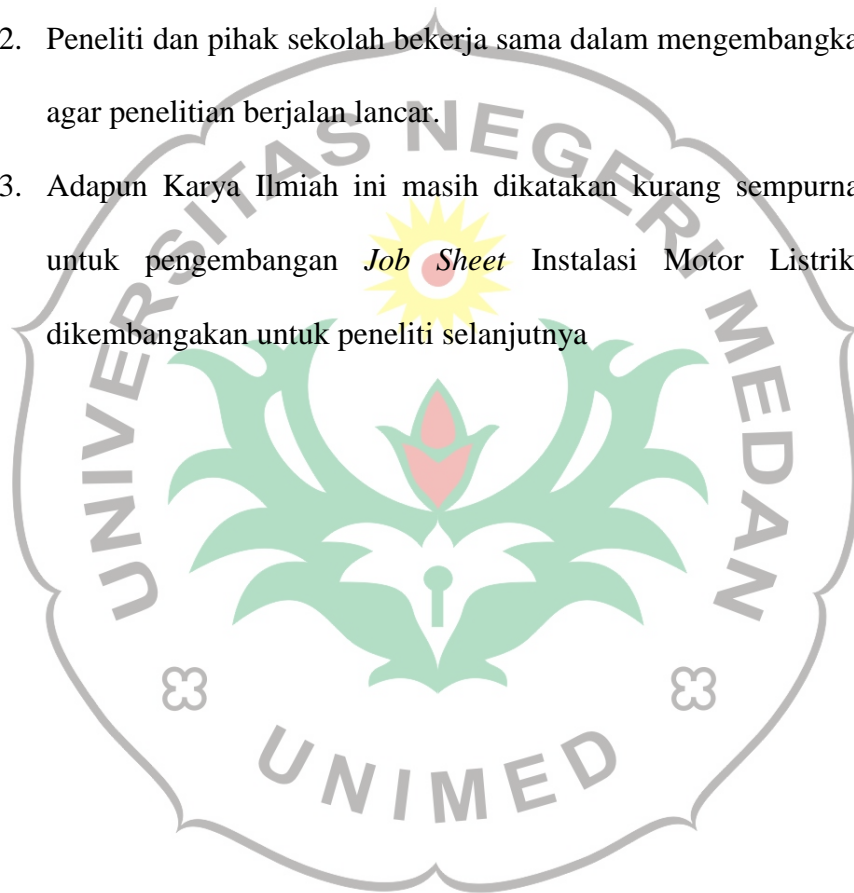 2. Peneliti dan pihak sekolah bekerja sama dalam mengembangka
agar penelitian berjalan lancar.
3. Adapun Karya Ilmiah ini masih dikatakan kurang sempurna
untuk pengembangan Job Sheet Instalasi Motor Listrik
dikembangakan untuk peneliti selanjutnya
UNIVERSITAS NEGERI MEDAN
UNIMED